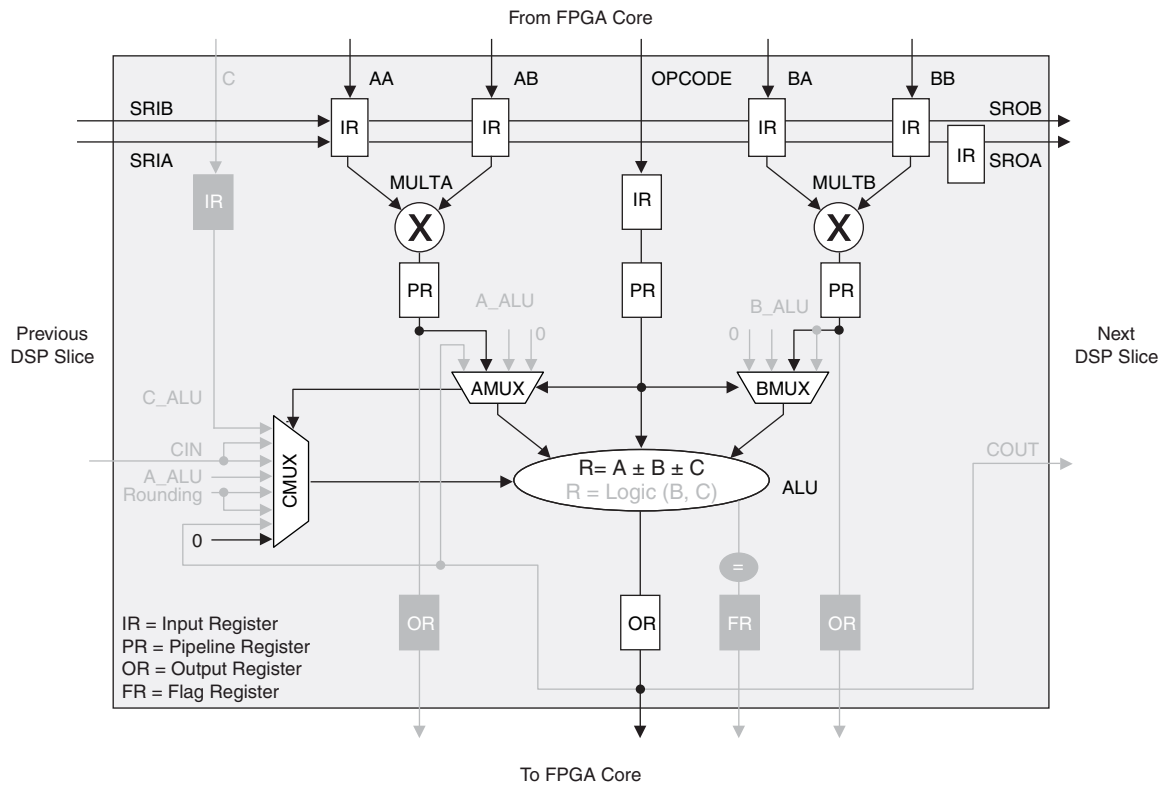 From FPGA Core
C
AA
AB
OPCODE
BA
BB
SRIB
SROB
IR
IR
IR
IR
SRIA
IR
SROA
IR
IR
MULTA
MULTB
X
X
PR
PR
PR
A_ALU
B_ALU
0
0
Previous
DSP Slice
Next
DSP Slice
AMUX
BMUX
C_ALU
CIN
COUT
A_ALU
Rounding
CMUX
R= A ± B ± C
R = Logic (B, C)
ALU
0
=
OR
OR
FR
OR
IR = Input Register
PR = Pipeline Register
OR = Output Register
FR = Flag Register
To FPGA Core